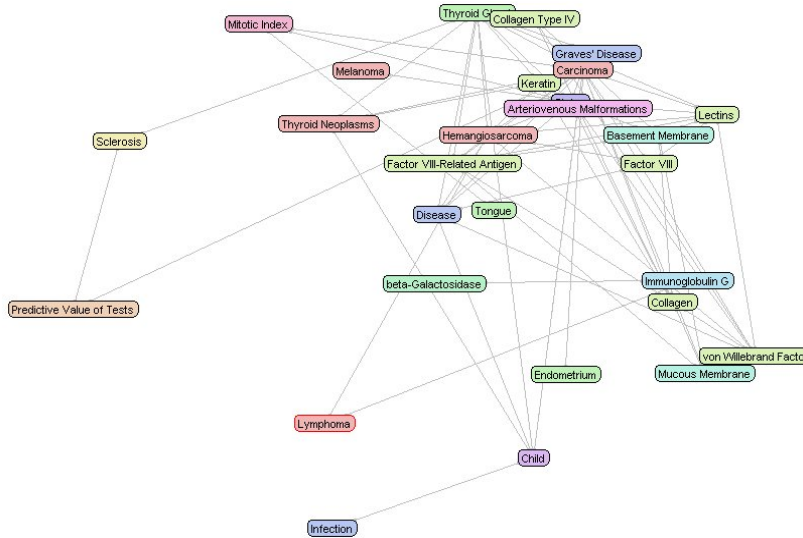 Thyroid Gl
Collagen Type IV
Mitotic Index
Graves' Disease
Melanoma
Carcinoma
Keratin
Arteriovenous Malformations
Lectins
Thyroid Neoplasms
Hemangiosarcoma
Basement Membrane
Sclerosis
Factor VIII-Related Antigen
Factor VIII
Disease
Tongue
beta-Galactosidase
Immunoglobulin G
Collagen
Predictive Value of Tests
von Willebrand Facto
Endometrium
Mucous Membrane
Lymphoma
Child
Infection